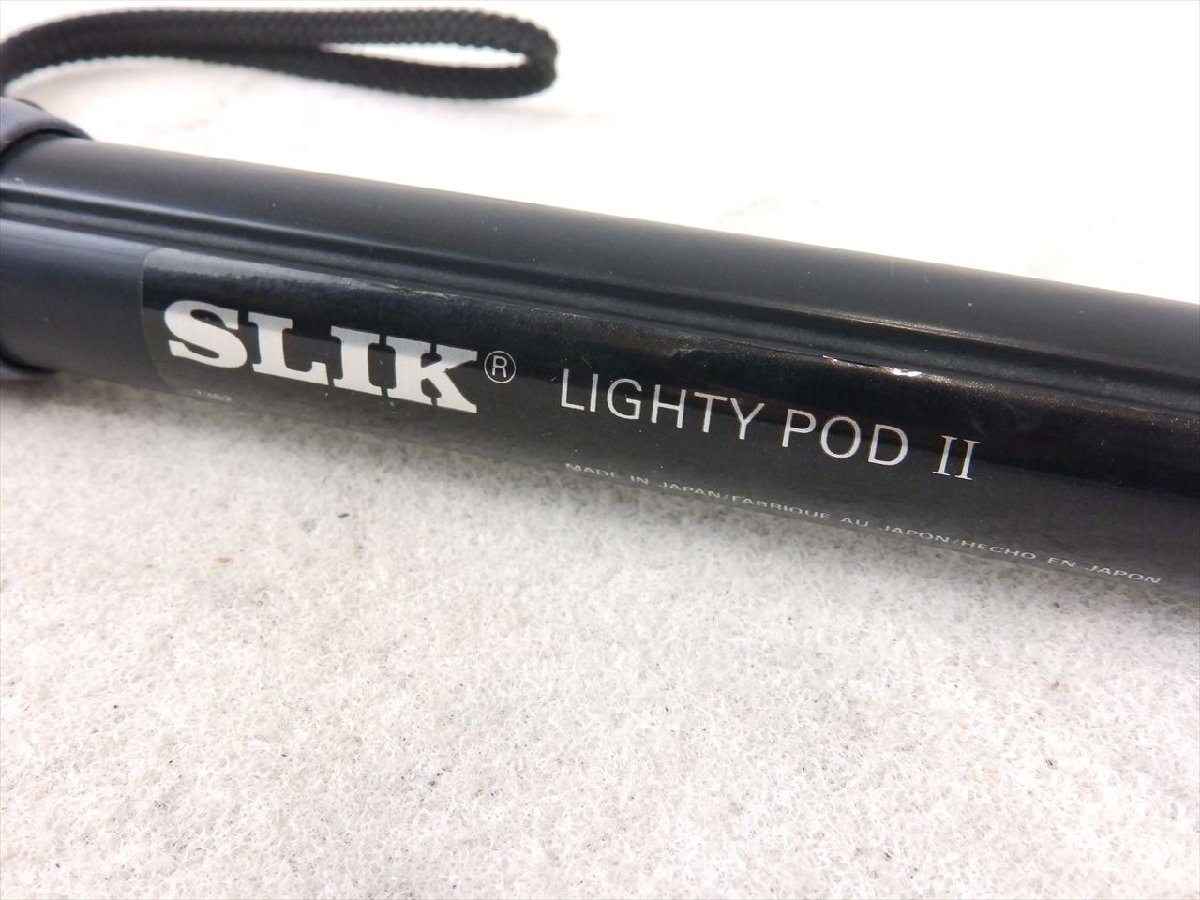 SLIK® LIGHTY POD II
MADE IN JAPAN/FABRIQUE AU JAPON/HECHO EN JAPON